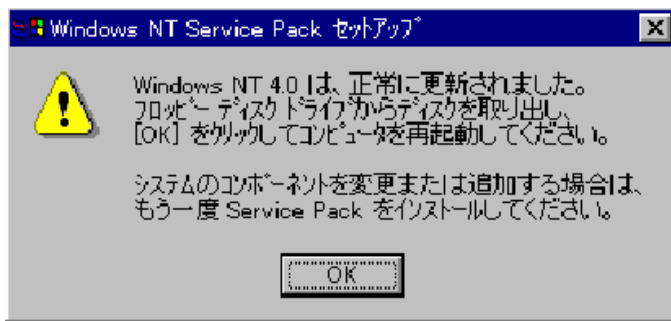 Windows NT Service Pack セットアップ
Windows NT 4.0 は、正常に更新されました。
フロッピー ディスク ドライブからディスクを取り出し、
[OK] をクリックしてコンピュータを再起動してください。
システムのコンポーネントを変更または追加する場合は、
もう一度 Service Pack をインストールしてください。
OK